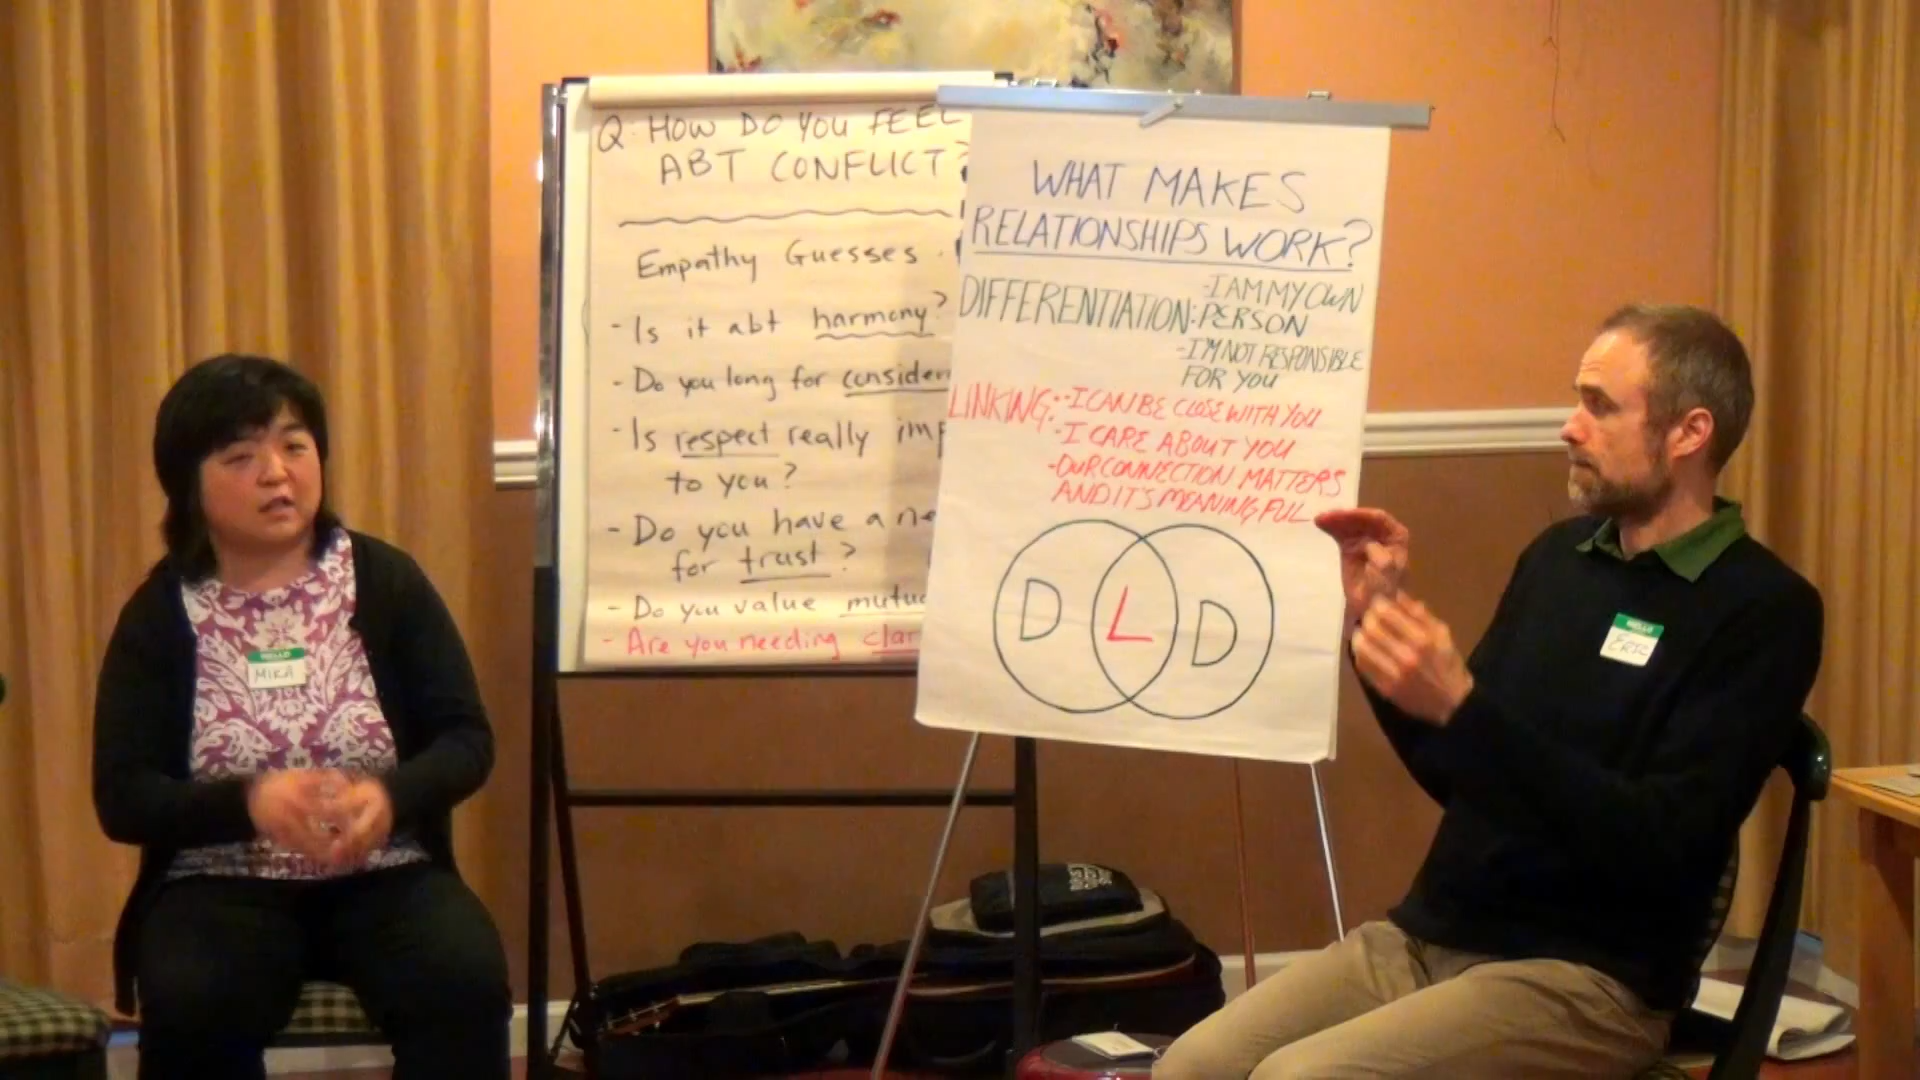 Q: HOW DO YOU FEEL
ABT CONFLICT?
Empathy Guesses
- Is it abt harmony?
- Do you long for
- Is respect really
to you?
- Do you have a
for trust?
- Do you value
- Are you needing
WHAT MAKES
RELATIONSHIPS WORK?
DIFFERENTIATION: -I AM MY OWN
PERSON
-I'M NOT RESPONSIBLE
FOR YOU
LINKING: -I CAN BE CLOSE WITH YOU
-I CARE ABOUT YOU
-OUR CONNECTION MATTERS
AND IT'S MEANINGFUL
D L D
HELLO
MIKA
HELLO
ERIC